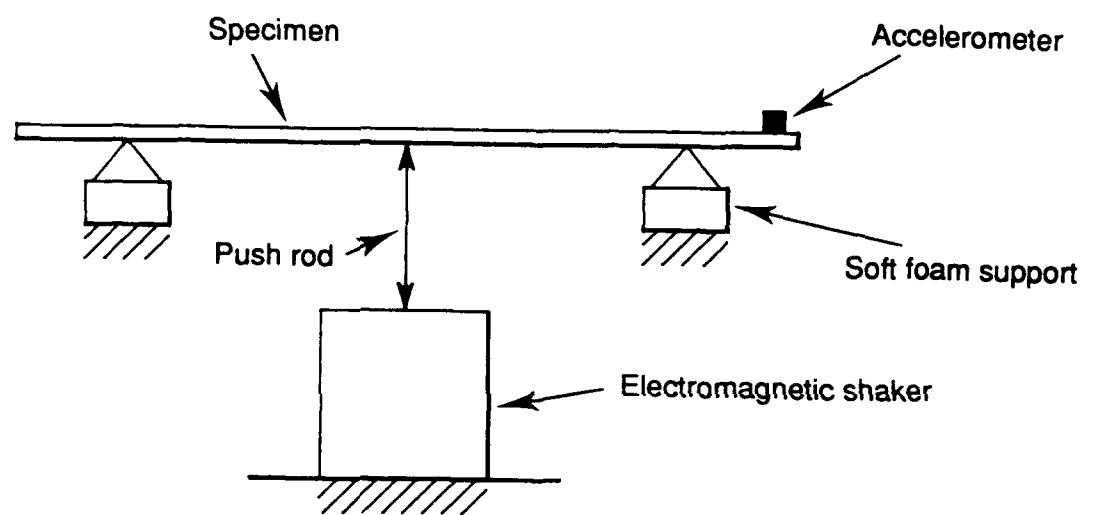 Specimen
Accelerometer
Push rod
Soft foam support
Electromagnetic shaker